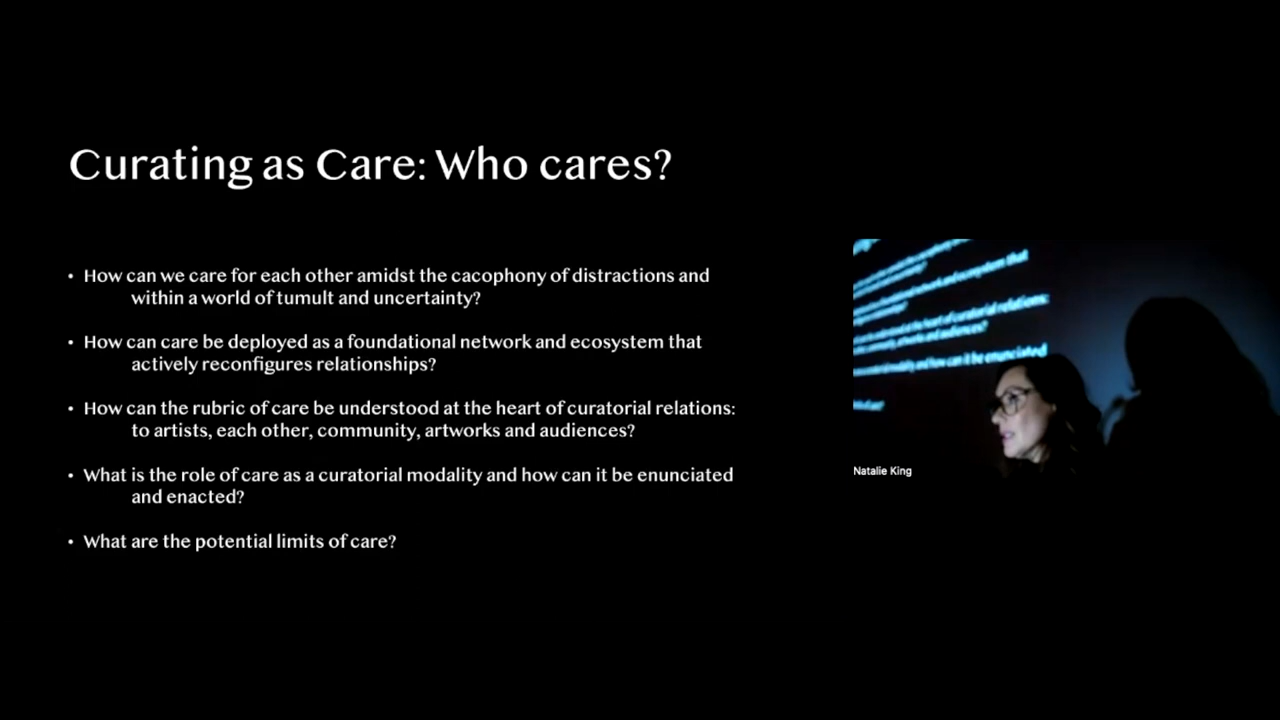 Curating as Care: Who cares?
• How can we care for each other amidst the cacophony of distractions and
within a world of tumult and uncertainty?
• How can care be deployed as a foundational network and ecosystem that
actively reconfigures relationships?
• How can the rubric of care be understood at the heart of curatorial relations:
to artists, each other, community, artworks and audiences?
• What is the role of care as a curatorial modality and how can it be enunciated
and enacted?
• What are the potential limits of care?
Natalie King